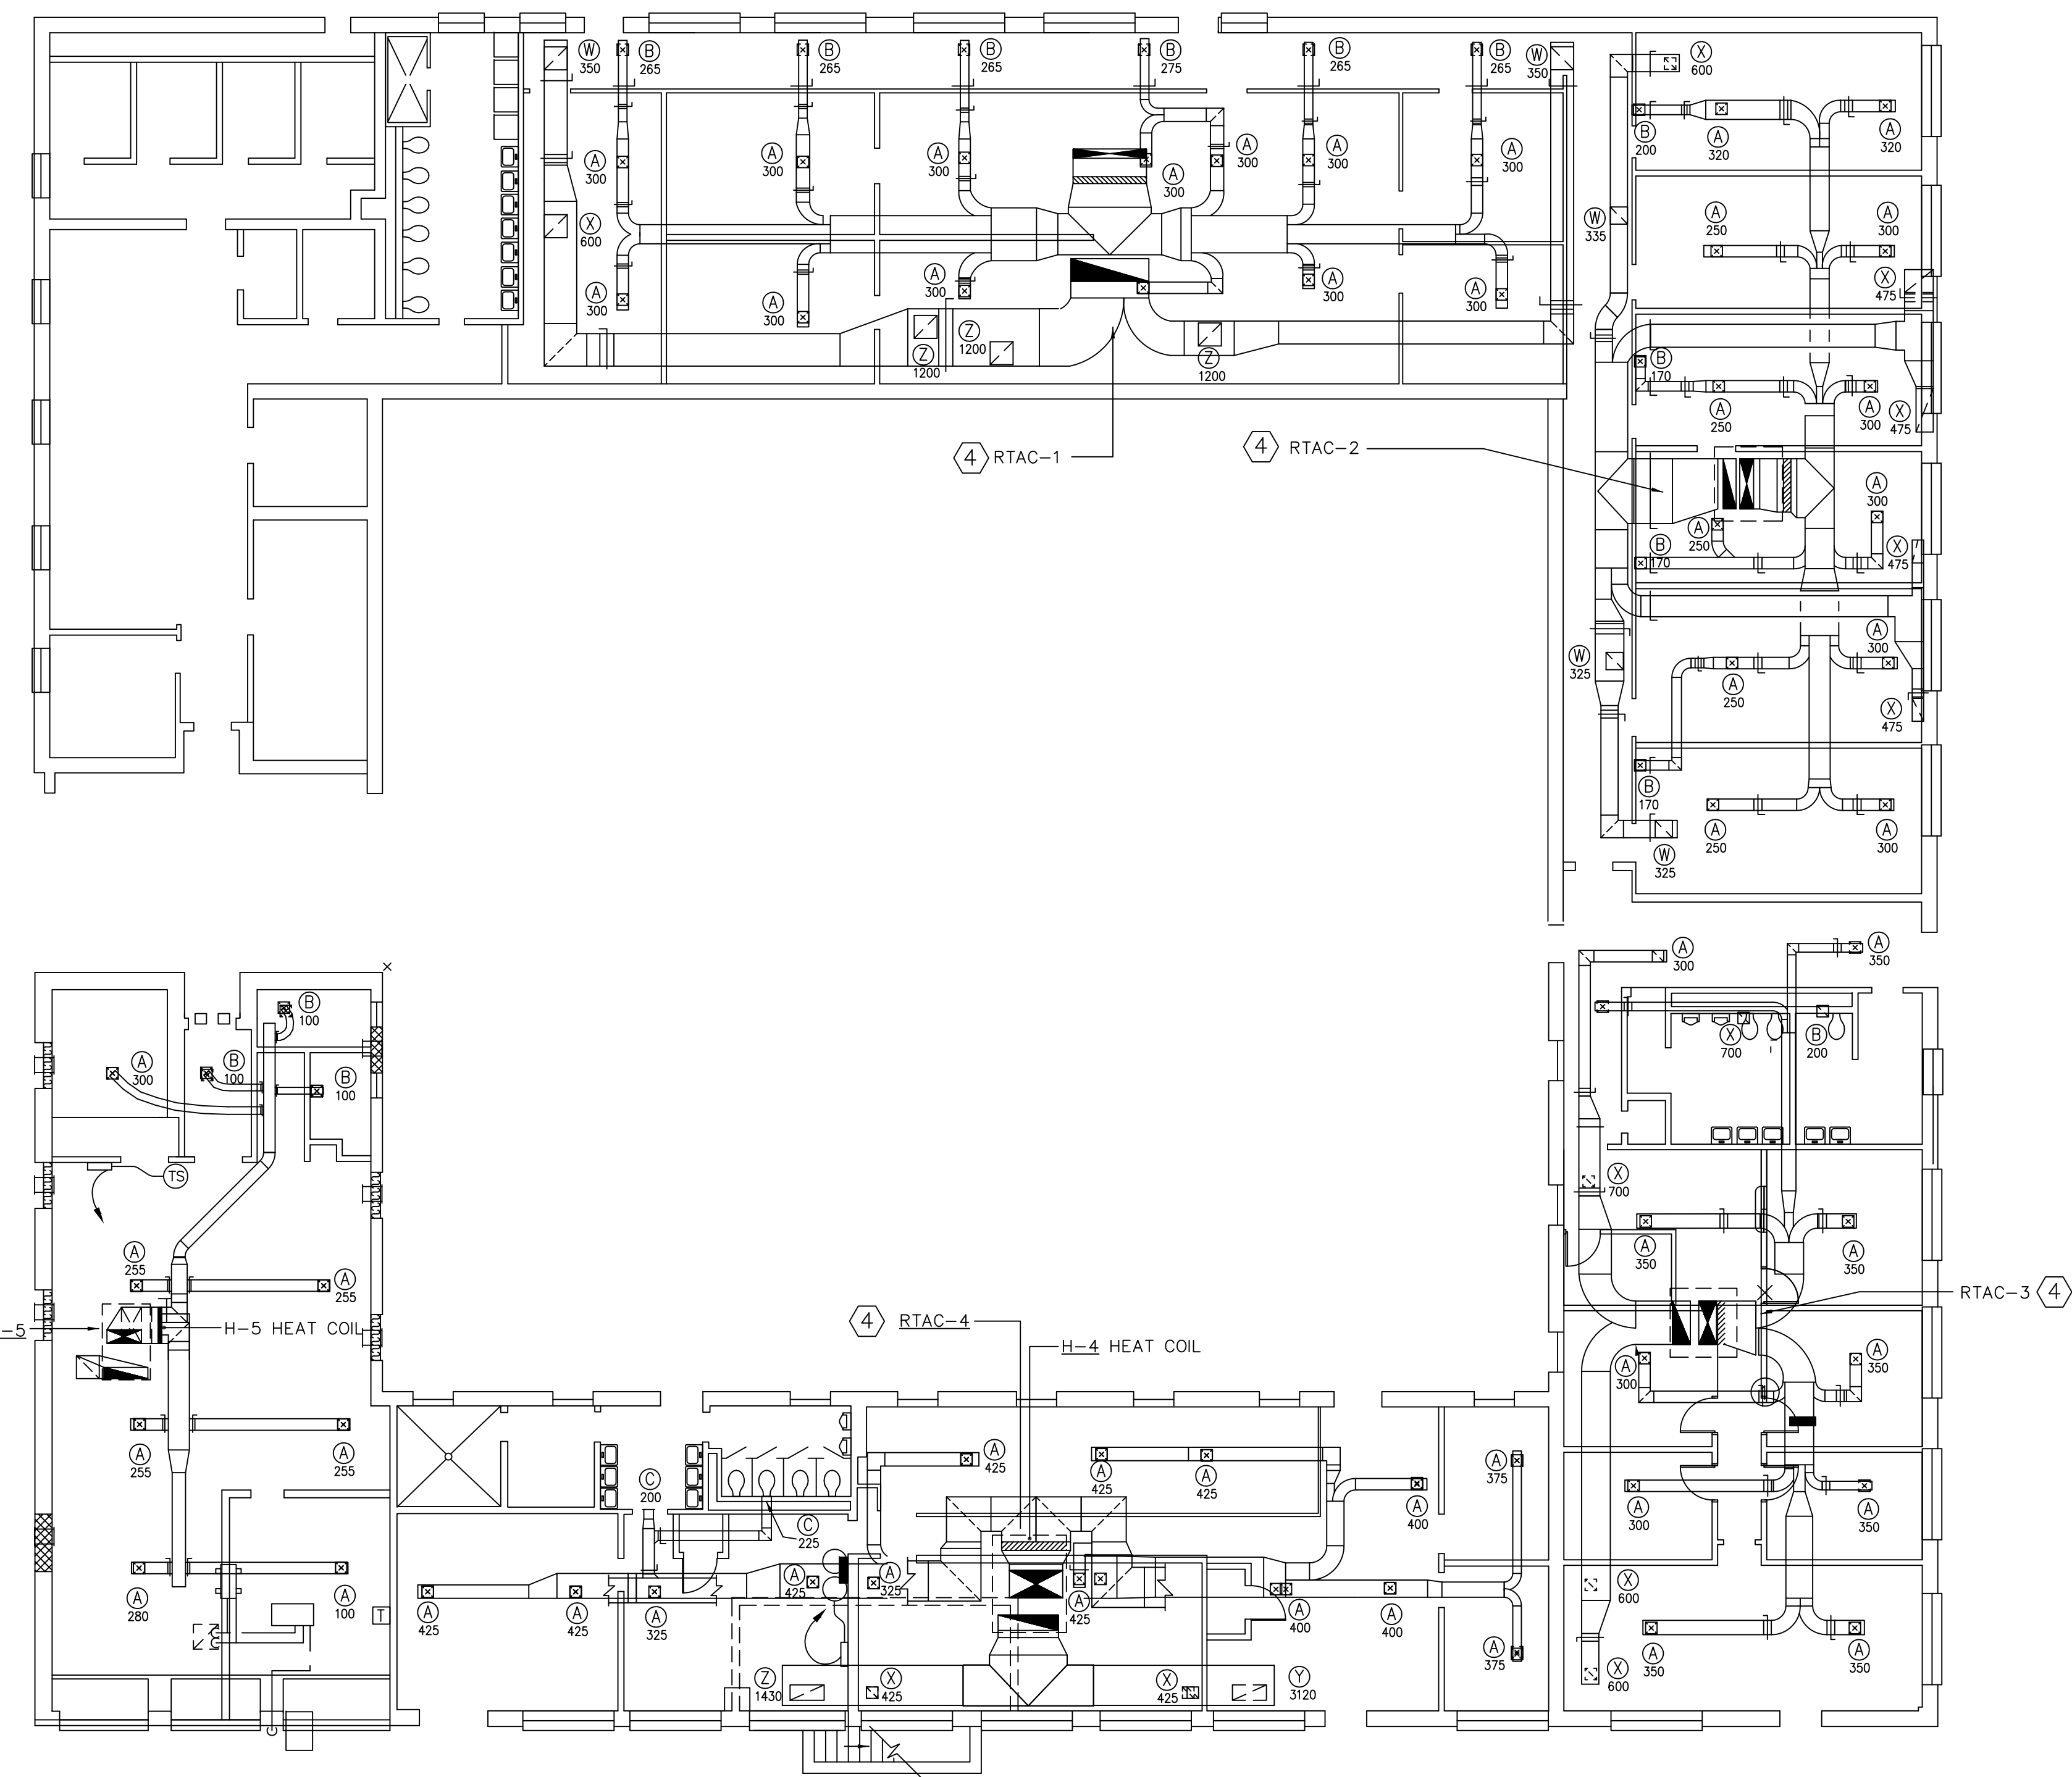 W
350
B
265
B
265
B
265
B
275
B
265
B
265
W
350
X
600
A
300
A
300
A
300
A
300
A
300
A
300
A
300
X
600
B
200
A
320
A
320
W
335
A
250
A
300
X
475
A
300
A
300
A
300
A
300
A
300
Z
1200
Z
1200
Z
1200
B
170
A
250
A
300
X
475
4 RTAC-1
4 RTAC-2
A
300
A
250
B
170
X
475
W
325
A
250
A
300
X
475
B
170
A
250
A
300
W
325
A
300
A
350
B
100
A
300
B
100
B
100
X
700
B
200
TS
X
700
A
255
A
255
A
350
A
350
-5
H-5 HEAT COIL
4 RTAC-4
H-4 HEAT COIL
RTAC-3 4
A
300
A
350
A
255
A
255
A
425
A
425
A
425
A
375
C
200
A
400
A
300
A
350
C
225
A
280
A
100
T
A
425
A
425
A
325
A
425
A
325
A
425
A
400
A
400
A
375
X
600
A
350
A
350
Z
1430
X
425
X
425
Y
3120
X
600